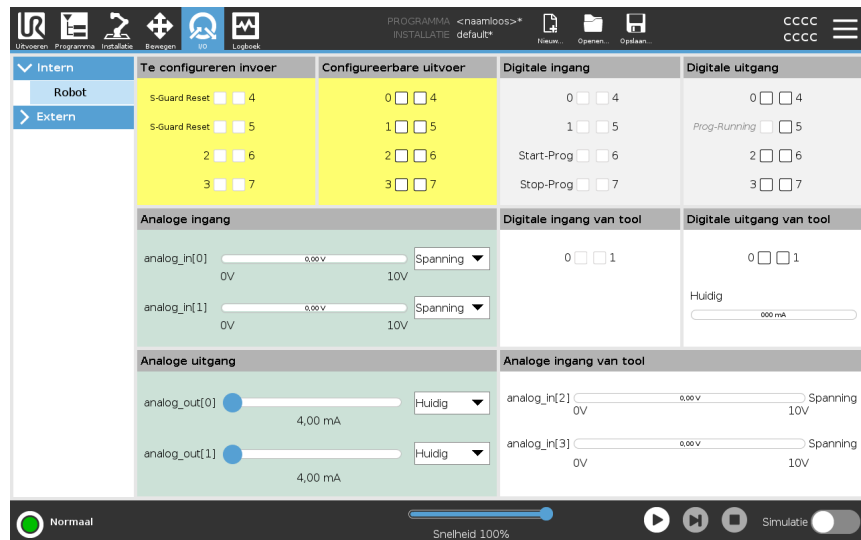 PROGRAMMA <naamloos>*
INSTALLATIE default*
CCCC
CCCC
Uitvoeren Programma Installatie Bewegen I/O Logboek Nieuw... Openen... Opslaan...
Intern
Robot
Extern
Te configureren invoer
S-Guard Reset 4
S-Guard Reset 5
2 6
3 7
Configureerbare uitvoer
0 4
1 5
2 6
3 7
Digitale ingang
0 4
1 5
Start-Prog 6
Stop-Prog 7
Digitale uitgang
0 4
Prog-Running 5
2 6
3 7
Analoge ingang
analog_in[0] 0,00 V Spanning
0V 10V
analog_in[1] 0,00 V Spanning
0V 10V
Digitale ingang van tool
0 1
Digitale uitgang van tool
0 1
Huidig
000 mA
Analoge uitgang
analog_out[0] Huidig
4,00 mA
analog_out[1] Huidig
4,00 mA
Analoge ingang van tool
analog_in[2] 0,00 V Spanning
0V 10V
analog_in[3] 0,00 V Spanning
0V 10V
Normaal
Snelheid 100%
Simulatie